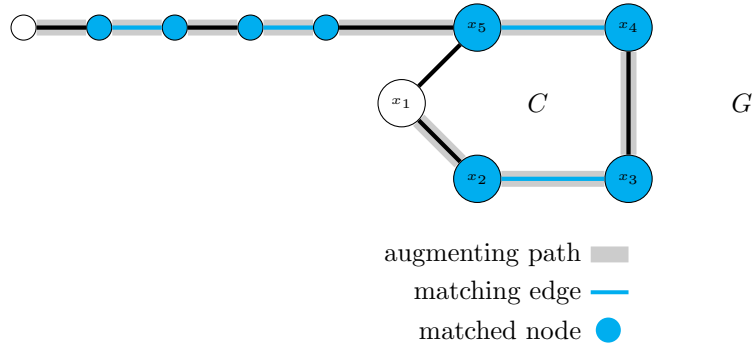 x₅ x₄
x₁ C G
x₂ x₃
augmenting path
matching edge
matched node